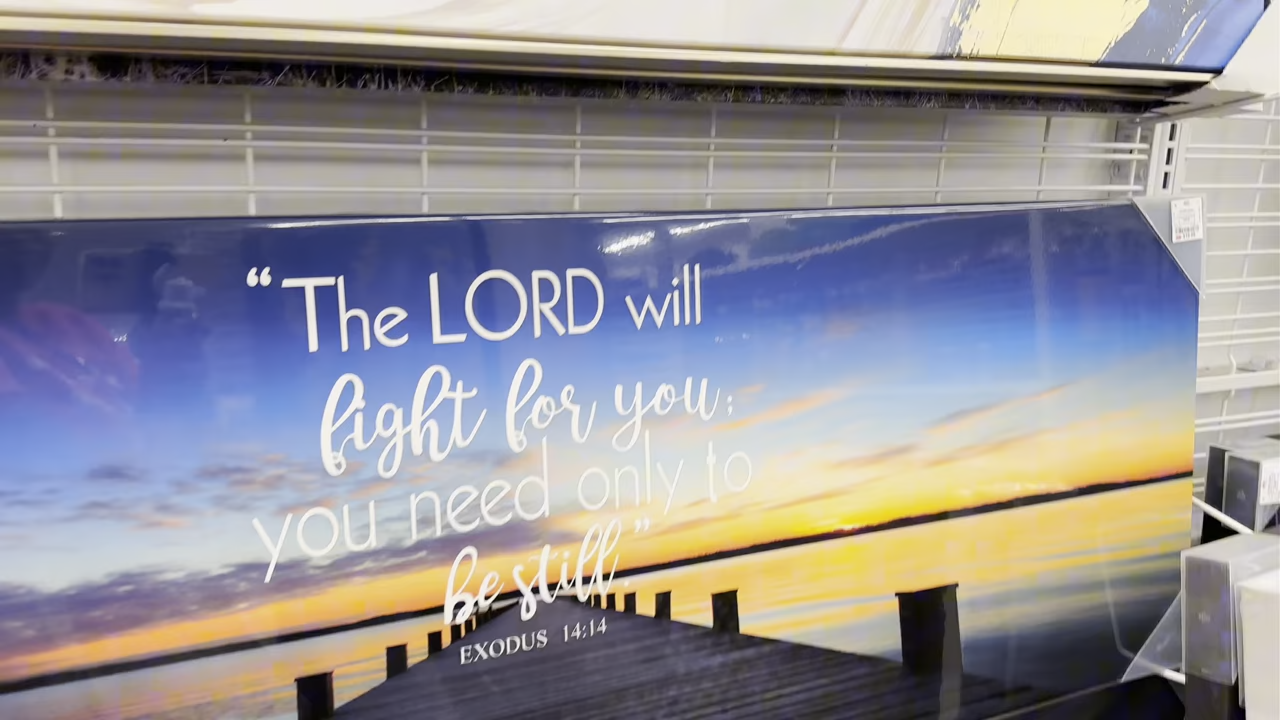 “The LORD will
fight for you;
you need only to
be still”.
EXODUS 14:14